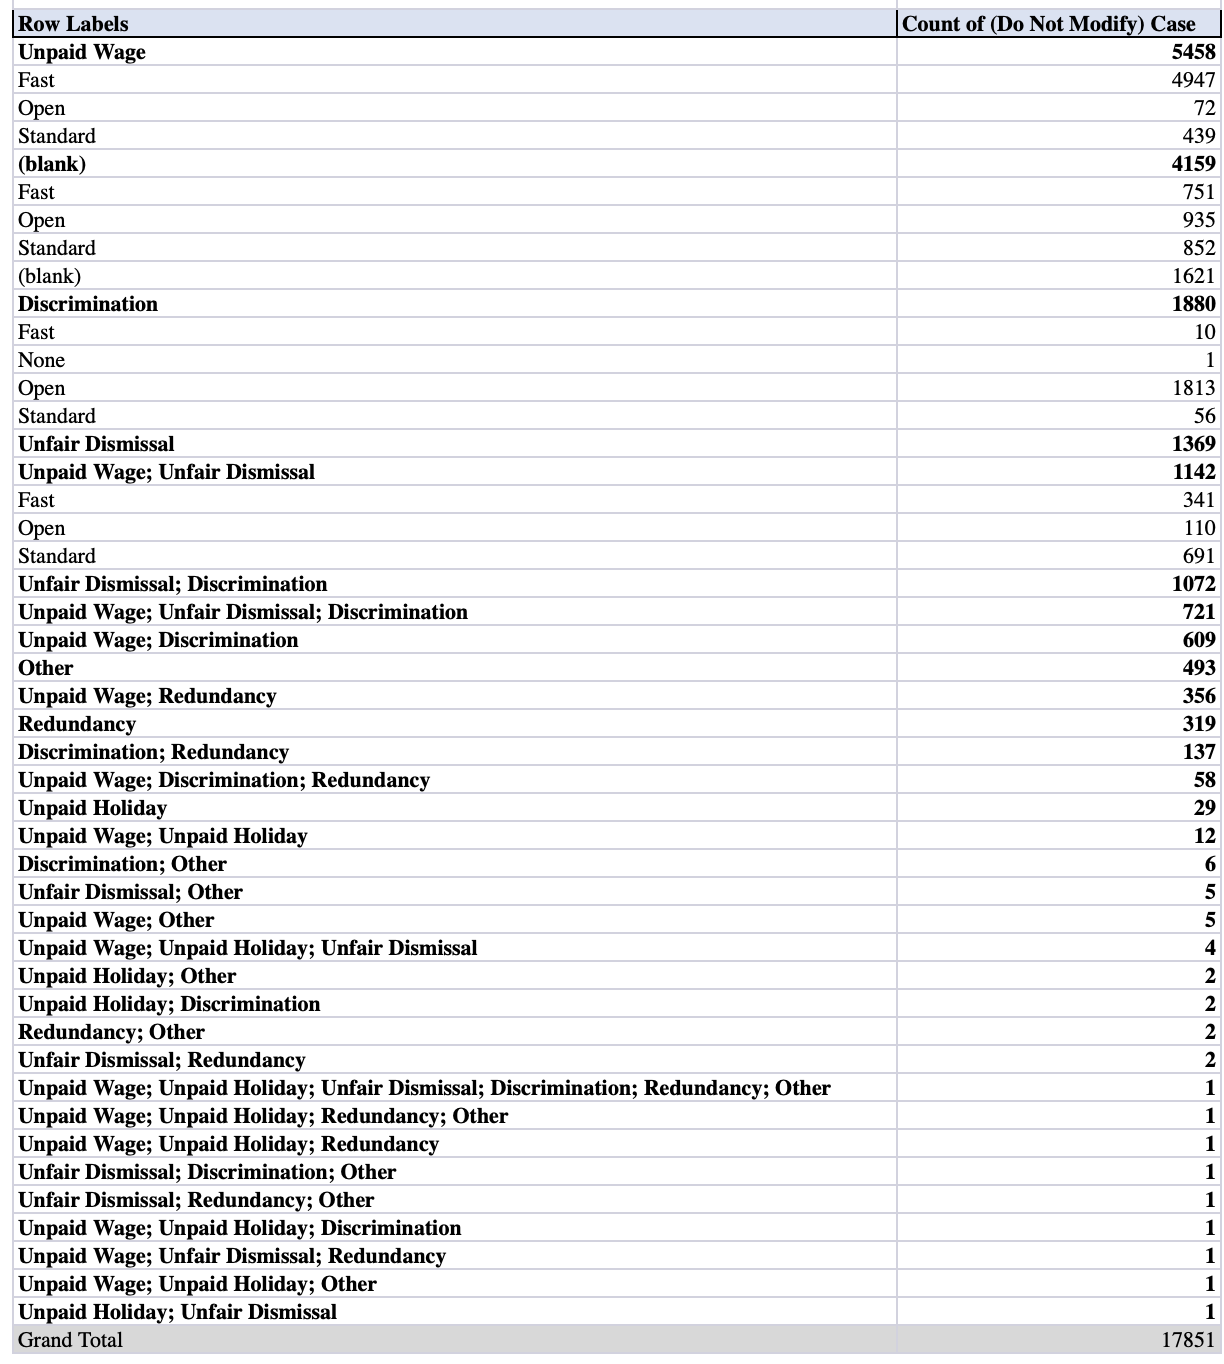 Row Labels Count of (Do Not Modify) Case
Unpaid Wage 5458
Fast 4947
Open 72
Standard 439
(blank) 4159
Fast 751
Open 935
Standard 852
(blank) 1621
Discrimination 1880
Fast 10
None 1
Open 1813
Standard 56
Unfair Dismissal 1369
Unpaid Wage; Unfair Dismissal 1142
Fast 341
Open 110
Standard 691
Unfair Dismissal; Discrimination 1072
Unpaid Wage; Unfair Dismissal; Discrimination 721
Unpaid Wage; Discrimination 609
Other 493
Unpaid Wage; Redundancy 356
Redundancy 319
Discrimination; Redundancy 137
Unpaid Wage; Discrimination; Redundancy 58
Unpaid Holiday 29
Unpaid Wage; Unpaid Holiday 12
Discrimination; Other 6
Unfair Dismissal; Other 5
Unpaid Wage; Other 5
Unpaid Wage; Unpaid Holiday; Unfair Dismissal 4
Unpaid Holiday; Other 2
Unpaid Holiday; Discrimination 2
Redundancy; Other 2
Unfair Dismissal; Redundancy 2
Unpaid Wage; Unpaid Holiday; Unfair Dismissal; Discrimination; Redundancy; Other 1
Unpaid Wage; Unpaid Holiday; Redundancy; Other 1
Unpaid Wage; Unpaid Holiday; Redundancy 1
Unfair Dismissal; Discrimination; Other 1
Unfair Dismissal; Redundancy; Other 1
Unpaid Wage; Unpaid Holiday; Discrimination 1
Unpaid Wage; Unfair Dismissal; Redundancy 1
Unpaid Wage; Unpaid Holiday; Other 1
Unpaid Holiday; Unfair Dismissal 1
Grand Total 17851